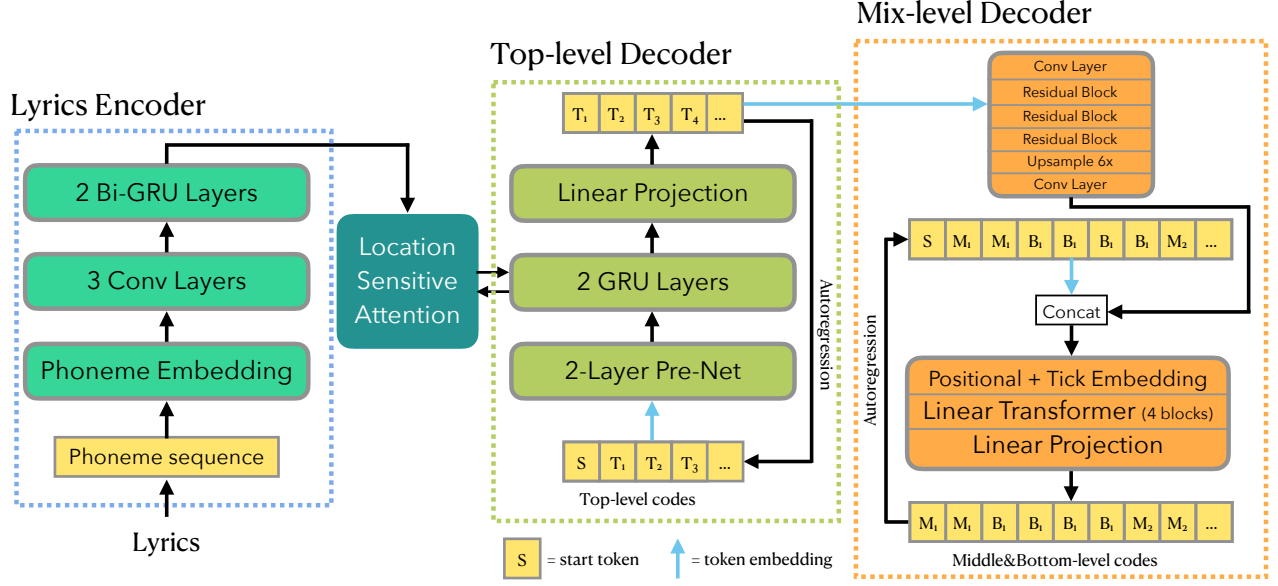 Lyrics Encoder
2 Bi-GRU Layers
3 Conv Layers
Phoneme Embedding
Phoneme sequence
Lyrics
Location
Sensitive
Attention
Top-level Decoder
T₁ T₂ T₃ T₄ ...
Linear Projection
2 GRU Layers
2-Layer Pre-Net
S T₁ T₂ T₃ ...
Top-level codes
Autoregression
S = start token
= token embedding
Mix-level Decoder
Conv Layer
Residual Block
Residual Block
Residual Block
Upsample 6x
Conv Layer
S M₁ M₁ B₁ B₁ B₁ B₁ M₂ ...
Concat
Autoregression
Positional + Tick Embedding
Linear Transformer (4 blocks)
Linear Projection
M₁ M₁ B₁ B₁ B₁ B₁ M₂ M₂ ...
Middle&Bottom-level codes